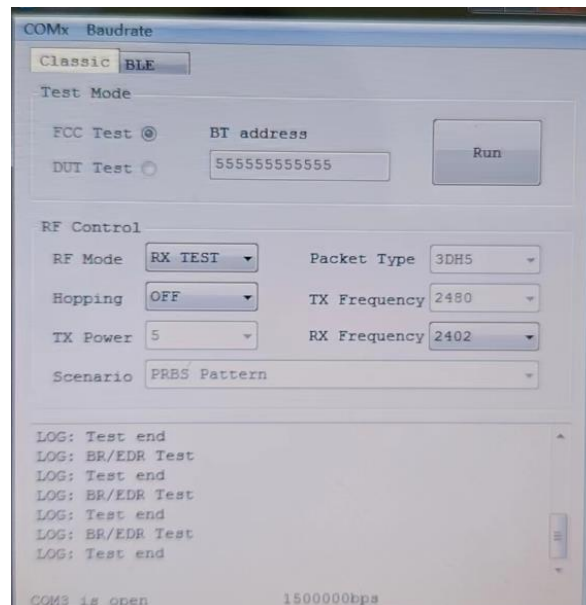 COMx Baudrate
Classic BLE
Test Mode
FCC Test BT address
DUT Test 555555555555 Run
RF Control
RF Mode RX TEST Packet Type 3DH5
Hopping OFF TX Frequency 2480
TX Power 5 RX Frequency 2402
Scenario PRBS Pattern
LOG: Test end
LOG: BR/EDR Test
LOG: Test end
LOG: BR/EDR Test
LOG: Test end
LOG: BR/EDR Test
LOG: Test end
COM3 is open 1500000bps